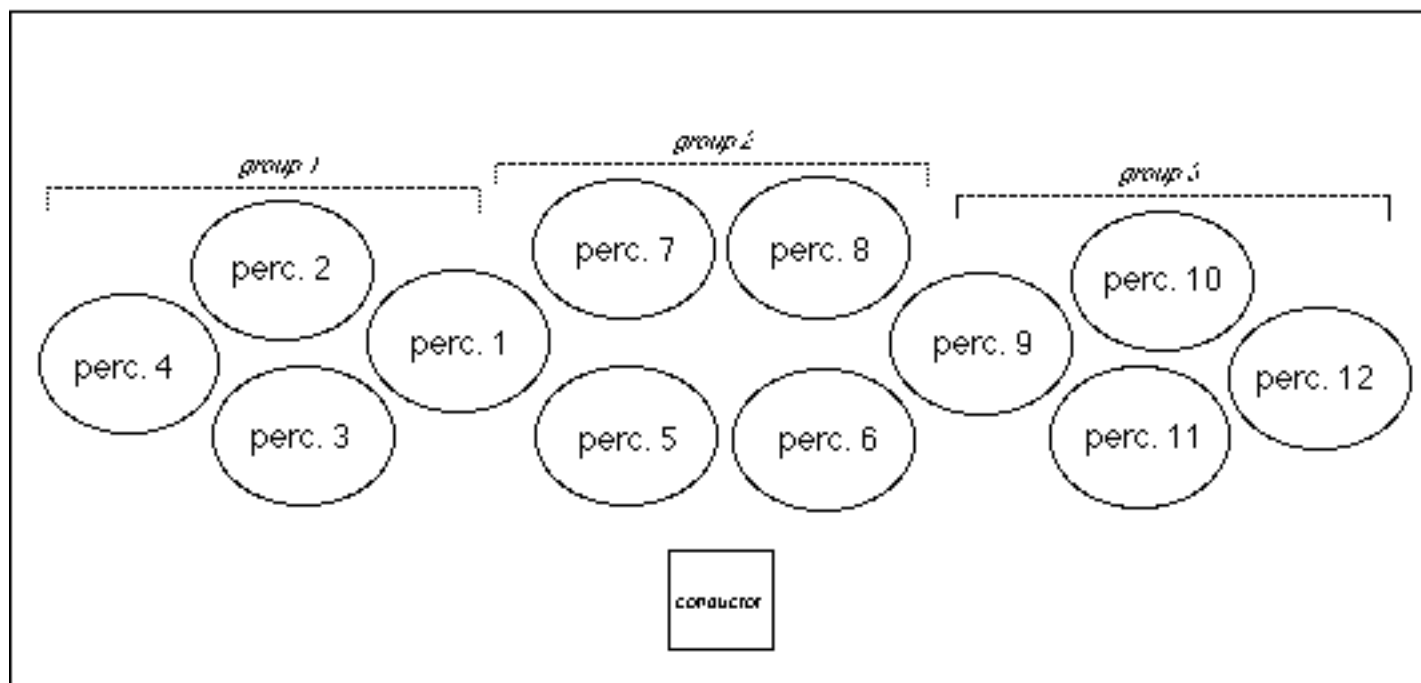 group 1
group 2
group 3
perc. 2
perc. 7
perc. 8
perc. 10
perc. 4
perc. 1
perc. 9
perc. 12
perc. 3
perc. 5
perc. 6
perc. 11
conductor